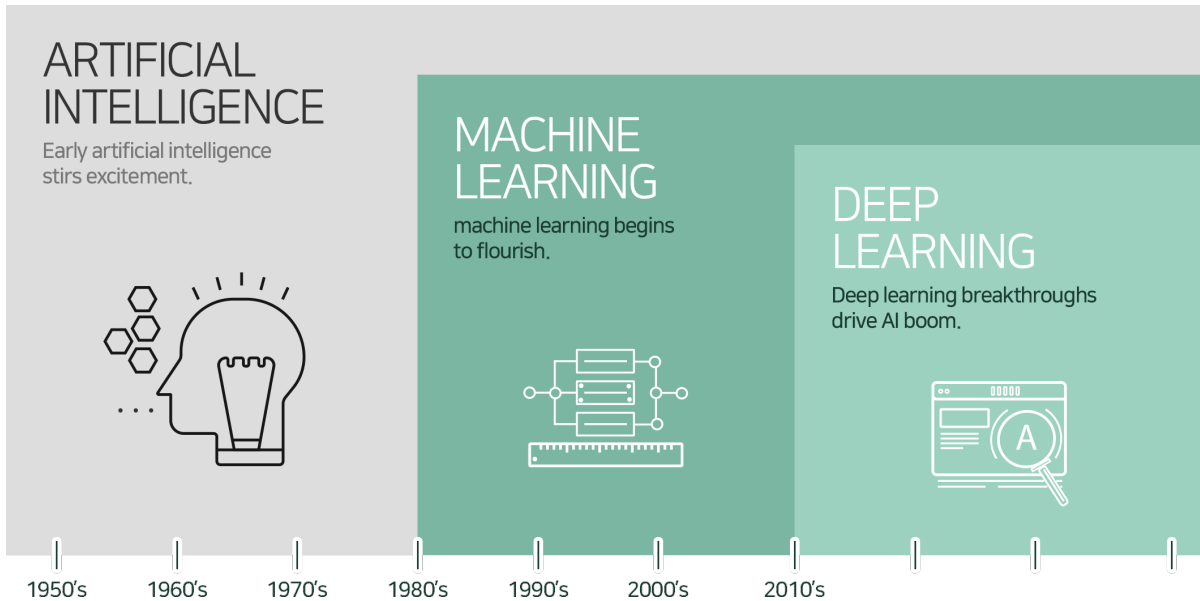 ARTIFICIAL
INTELLIGENCE
Early artificial intelligence
stirs excitement.
MACHINE
LEARNING
machine learning begins
to flourish.
DEEP
LEARNING
Deep learning breakthroughs
drive AI boom.
A
1950's 1960's 1970's 1980's 1990's 2000's 2010's